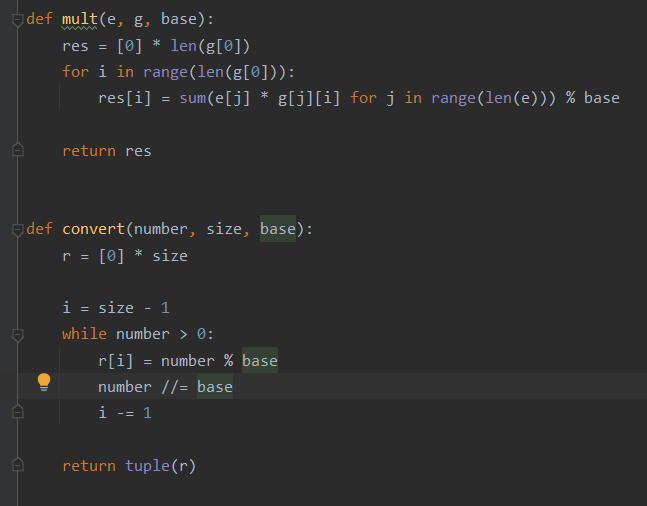 def mult(e, g, base):
    res = [0] * len(g[0])
    for i in range(len(g[0])):
        res[i] = sum(e[j] * g[j][i] for j in range(len(e))) % base
    return res
def convert(number, size, base):
    r = [0] * size
    i = size - 1
    while number > 0:
        r[i] = number % base
        number //= base
        i -= 1
    return tuple(r)